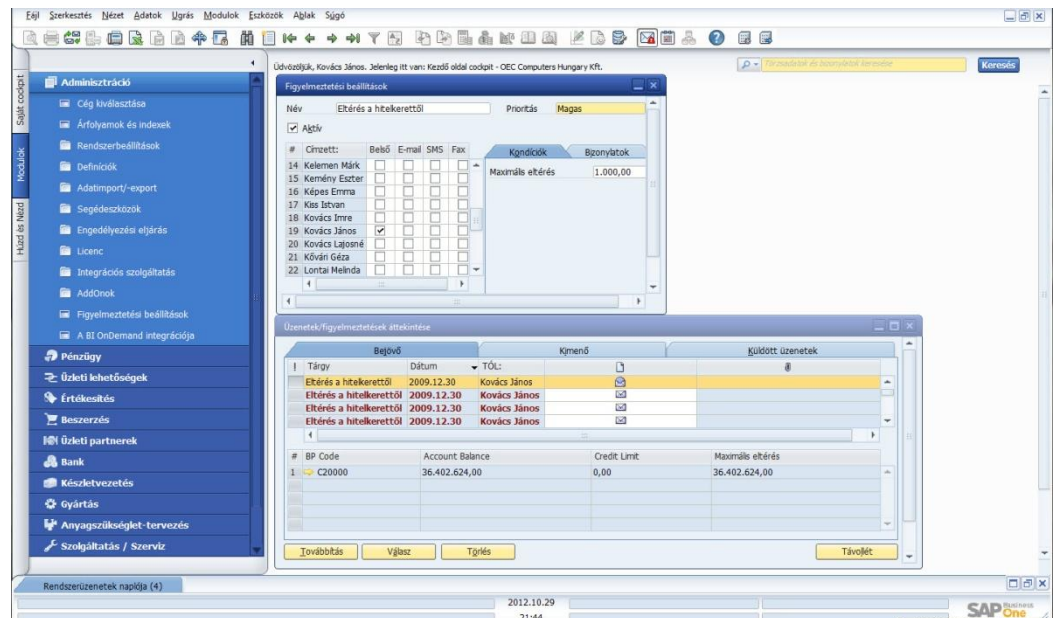 Fájl Szerkesztés Nézet Adatok Ugrás Modulok Eszközök Ablak Súgó
Üdvözöljük, Kovács János. Jelenleg itt van: Kezdő oldal cockpit - OEC Computers Hungary Kft.
Törzsadatok és bizonylatok keresése
Keresés
Saját cockpit
Modulok
Húzd és Nézd
Adminisztráció
Cég kiválasztása
Árfolyamok és indexek
Rendszerbeállítások
Definíciók
Adatimport/-export
Segédeszközök
Engedélyezési eljárás
Licenc
Integrációs szolgáltatás
AddOnok
Figyelmeztetési beállítások
A BI OnDemand integrációja
Pénzügy
Üzleti lehetőségek
Értékesítés
Beszerzés
Üzleti partnerek
Bank
Készletvezetés
Gyártás
Anyagszükséglet-tervezés
Szolgáltatás / Szerviz
Figyelmeztetési beállítások
Név Eltérés a hitelkerettől Prioritás Magas
Aktív
# Címzett: Belső E-mail SMS Fax
14 Kelemen Márk
15 Kemény Eszter
16 Képes Emma
17 Kiss Istvan
18 Kovács Imre
19 Kovács János
20 Kovács Lajosné
21 Kővári Géza
22 Lontai Melinda
Kondíciók Bizonylatok
Maximális eltérés 1.000,00
Üzenetek/figyelmeztetések áttekintése
Bejövő Kimenő Küldött üzenetek
! Tárgy Dátum TÓL:
Eltérés a hitelkerettől 2009.12.30 Kovács János
Eltérés a hitelkerettől 2009.12.30 Kovács János
Eltérés a hitelkerettől 2009.12.30 Kovács János
Eltérés a hitelkerettől 2009.12.30 Kovács János
# BP Code Account Balance Credit Limit Maximális eltérés
1 C20000 36.402.624,00 0,00 36.402.624,00
Továbbítás Válasz Törlés Távollét
Rendszerüzenetek naplója (4)
2012.10.29
21:44
SAP Business One